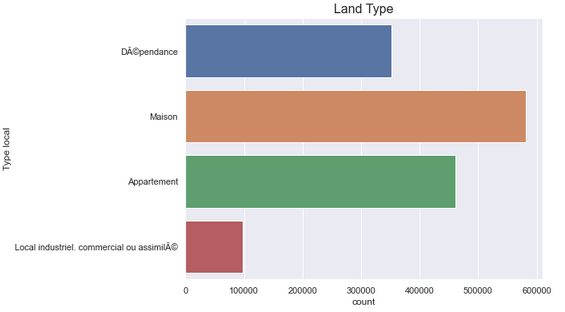 Land Type
DÃ©pendance
Maison
Type local
Appartement
Local industriel. commercial ou assimilÃ©
0 100000 200000 300000 400000 500000 600000
count